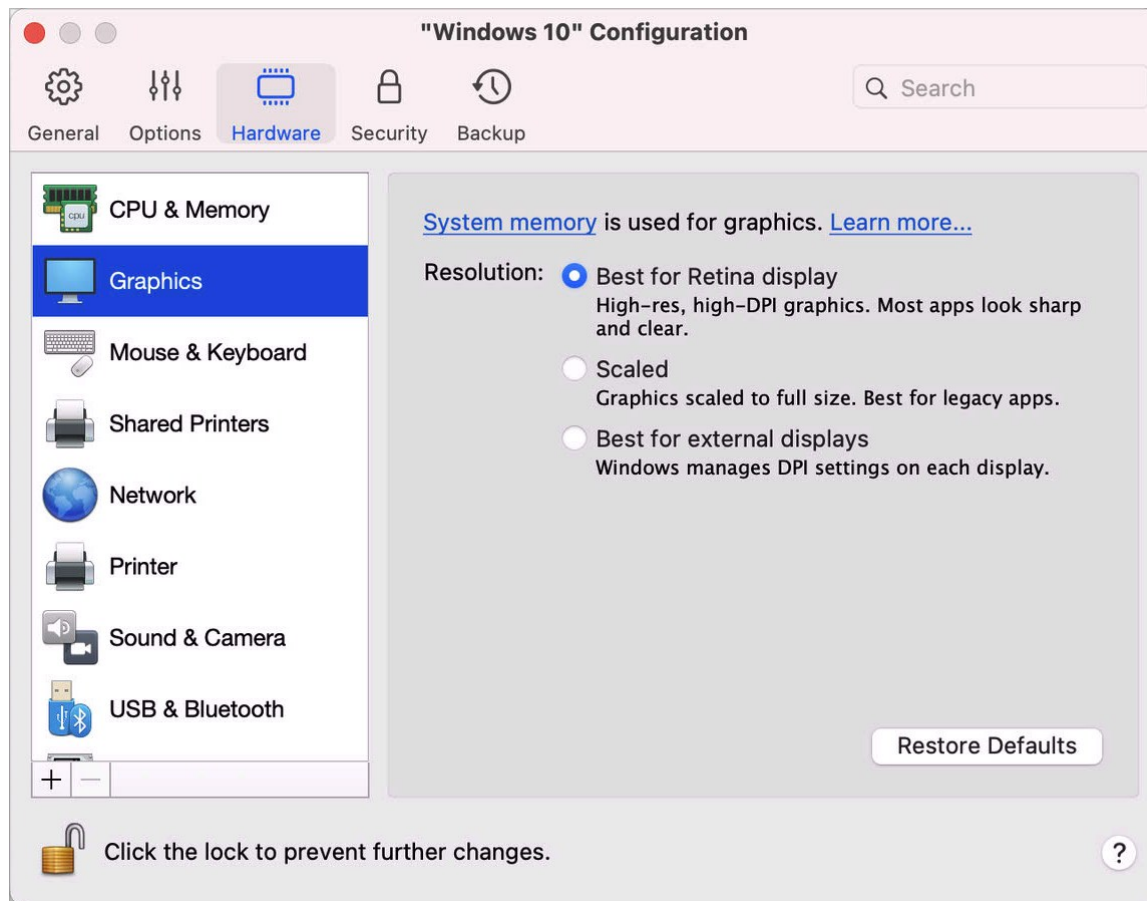 "Windows 10" Configuration
General
Options
Hardware
Security
Backup
Search
CPU & Memory
cpu
Graphics
Mouse & Keyboard
Shared Printers
Network
Printer
Sound & Camera
USB & Bluetooth
System memory is used for graphics. Learn more...
Resolution:
Best for Retina display
High-res, high-DPI graphics. Most apps look sharp
and clear.
Scaled
Graphics scaled to full size. Best for legacy apps.
Best for external displays
Windows manages DPI settings on each display.
Restore Defaults
+ −
Click the lock to prevent further changes.
?